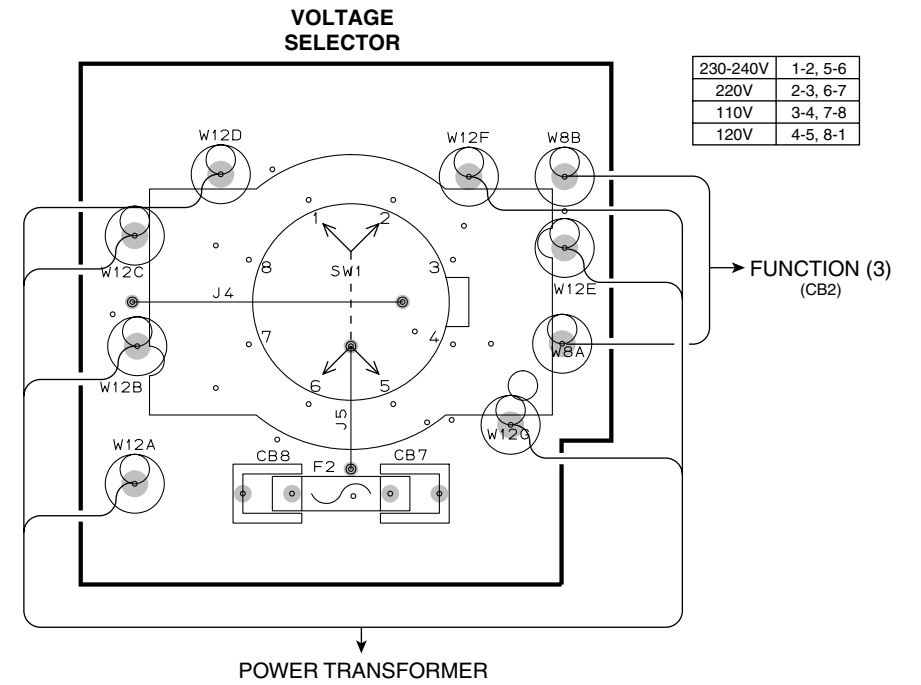 VOLTAGE
SELECTOR
230-240V 1-2, 5-6
220V 2-3, 6-7
110V 3-4, 7-8
120V 4-5, 8-1
W12D
W12F
W8B
1
2
W12C
8
SW1
3
FUNCTION (3)
(CB2)
J4
W12E
7
4
W8A
W12B
6
5
J5
W12G
W12A
CB8
F2
CB7
POWER TRANSFORMER